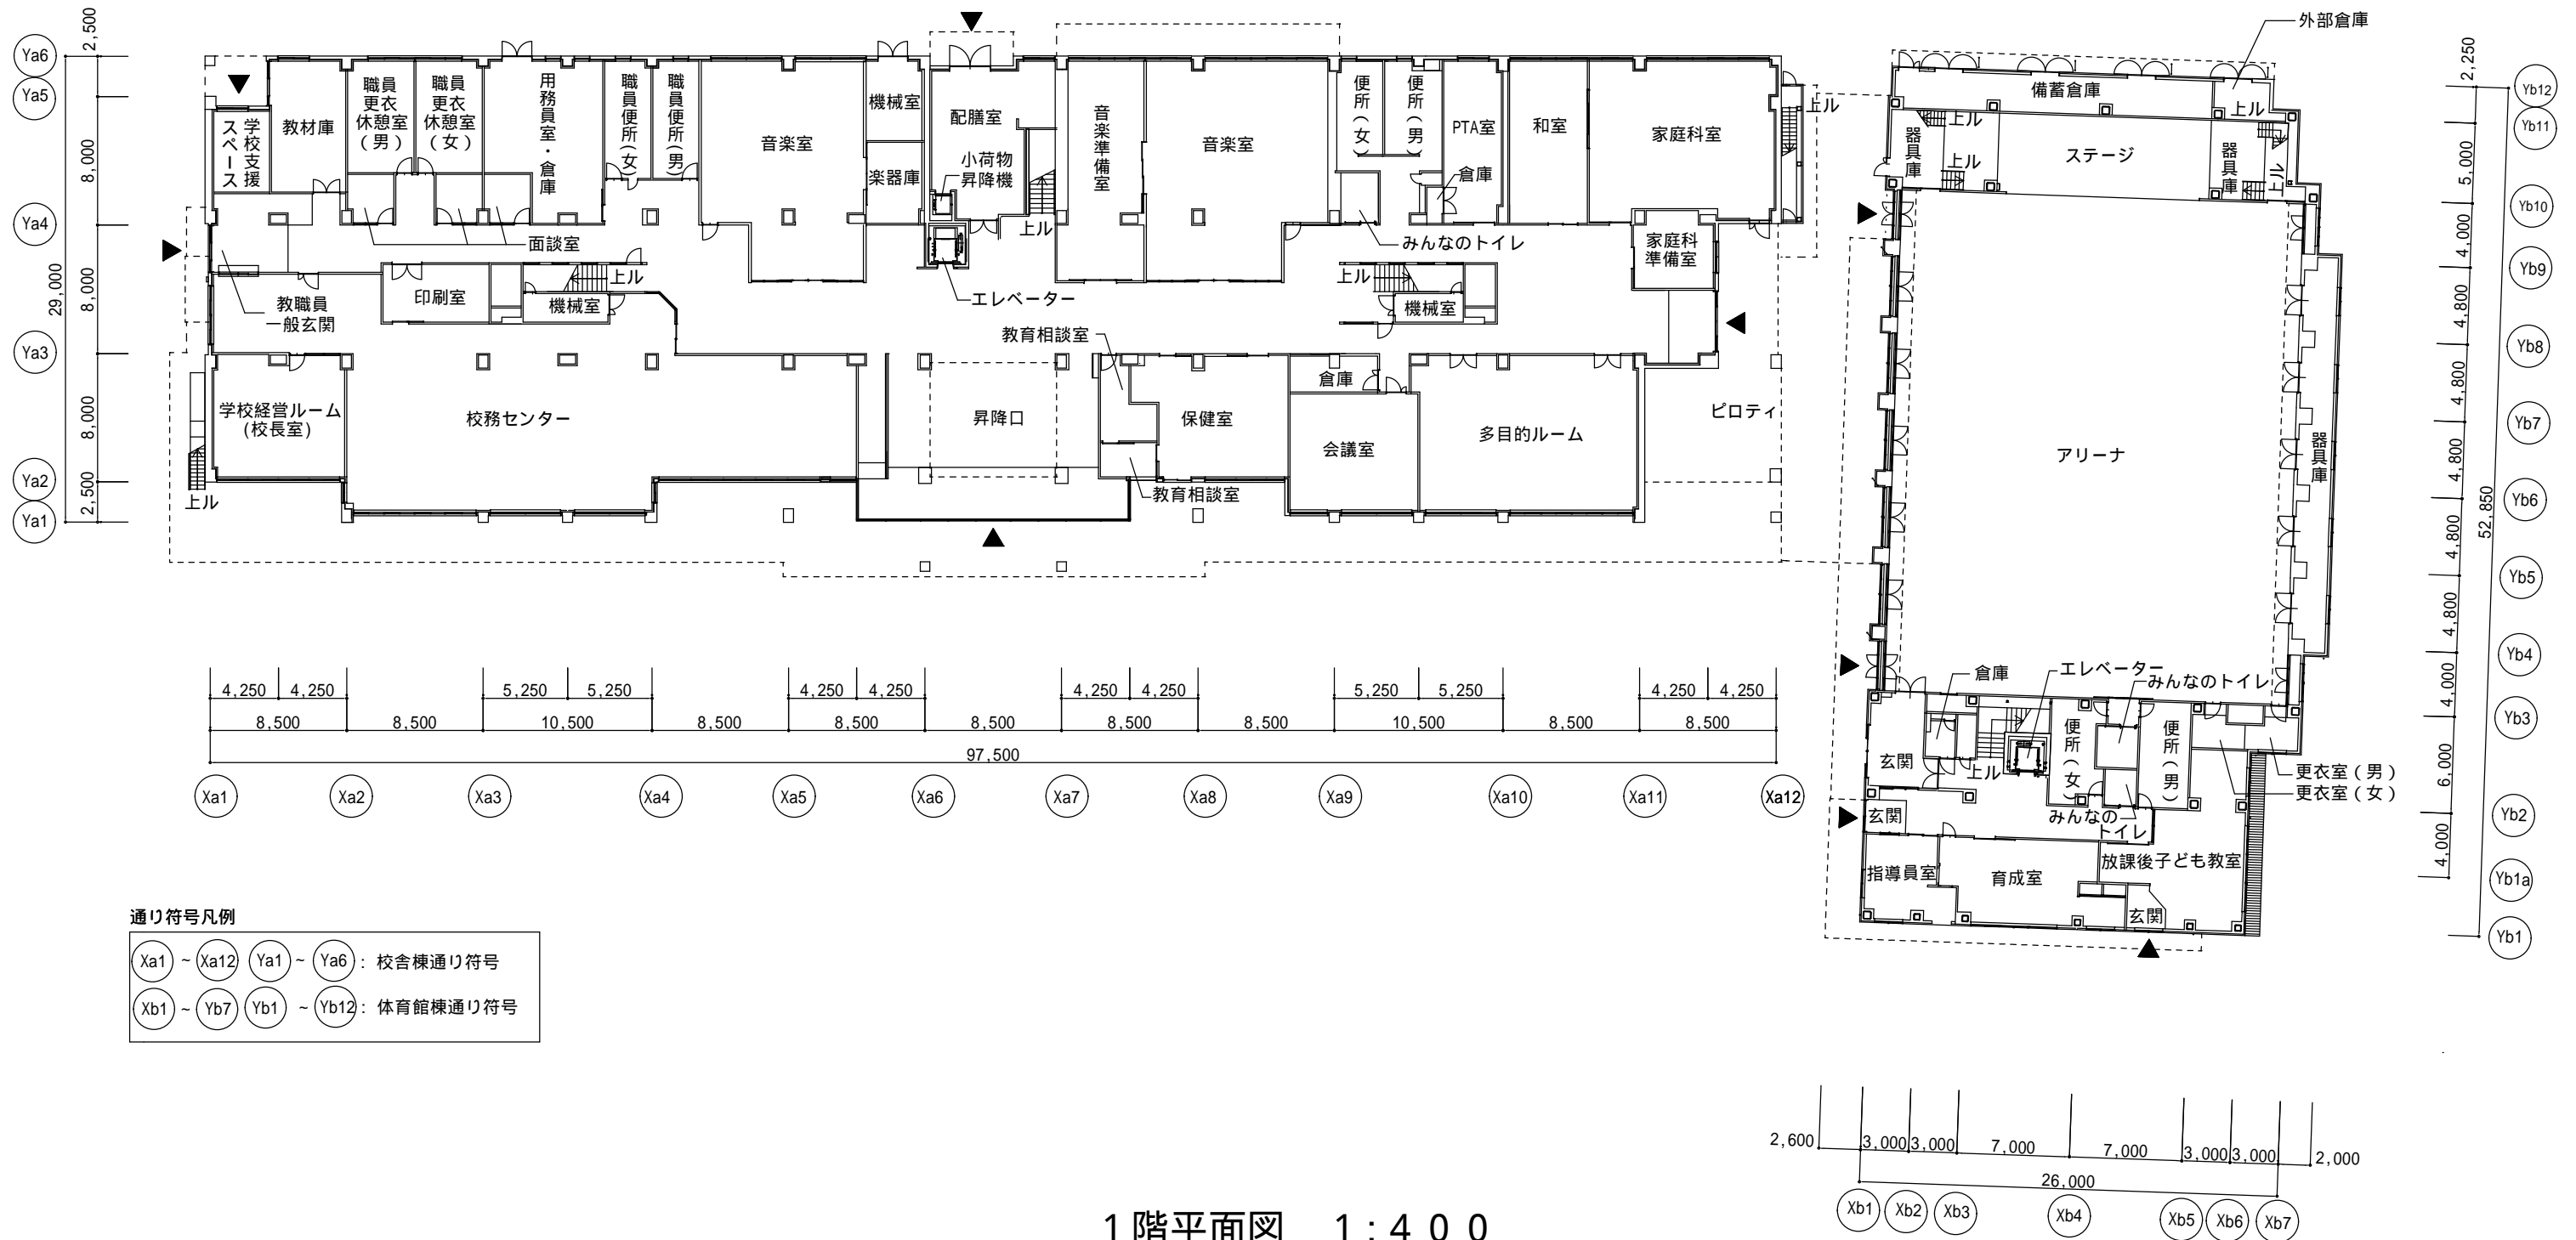 外部倉庫
Ya6
Ya5
Ya4
Ya3
Ya2
Ya1
2,500
8,000
8,000
8,000
2,500
29,000
学校支援
スペース
教材庫
職員
更衣
休憩室
(男)
職員
更衣
休憩室
(女)
用務員室・
倉庫
職員便所(女)
職員便所(男)
音楽室
機械室
楽器庫
配膳室
小荷物
昇降機
上ル
音楽準備室
音楽室
便所(女)
便所(男)
PTA室
倉庫
和室
家庭科室
上ル
面談室
みんなのトイレ
家庭科
準備室
教職員
一般玄関
印刷室
上ル
機械室
エレベーター
上ル
機械室
教育相談室
学校経営ルーム
(校長室)
校務センター
昇降口
保健室
倉庫
会議室
多目的ルーム
ピロティ
上ル
教育相談室
4,250
4,250
5,250
5,250
4,250
4,250
4,250
4,250
5,250
5,250
4,250
4,250
8,500
8,500
10,500
8,500
8,500
8,500
8,500
8,500
10,500
8,500
8,500
97,500
Xa1
Xa2
Xa3
Xa4
Xa5
Xa6
Xa7
Xa8
Xa9
Xa10
Xa11
Xa12
備蓄倉庫
上ル
器具庫
上ル
上ル
ステージ
器具庫
上ル
アリーナ
器具庫
倉庫
エレベーター
みんなのトイレ
玄関
上ル
便所(女)
便所(男)
更衣室(男)
更衣室(女)
玄関
みんなの
トイレ
指導員室
育成室
放課後子ども教室
玄関
2,250
5,000
4,000
4,800
4,800
4,800
4,800
4,800
4,000
6,000
4,000
52,850
Yb12
Yb11
Yb10
Yb9
Yb8
Yb7
Yb6
Yb5
Yb4
Yb3
Yb2
Yb1a
Yb1
通り符号凡例
Xa1 ~ Xa12 Ya1 ~ Ya6 : 校舎棟通り符号
Xb1 ~ Yb7 Yb1 ~ Yb12 : 体育館棟通り符号
2,600
3,000
3,000
7,000
7,000
3,000
3,000
2,000
26,000
Xb1
Xb2
Xb3
Xb4
Xb5
Xb6
Xb7
1階平面図 1:400